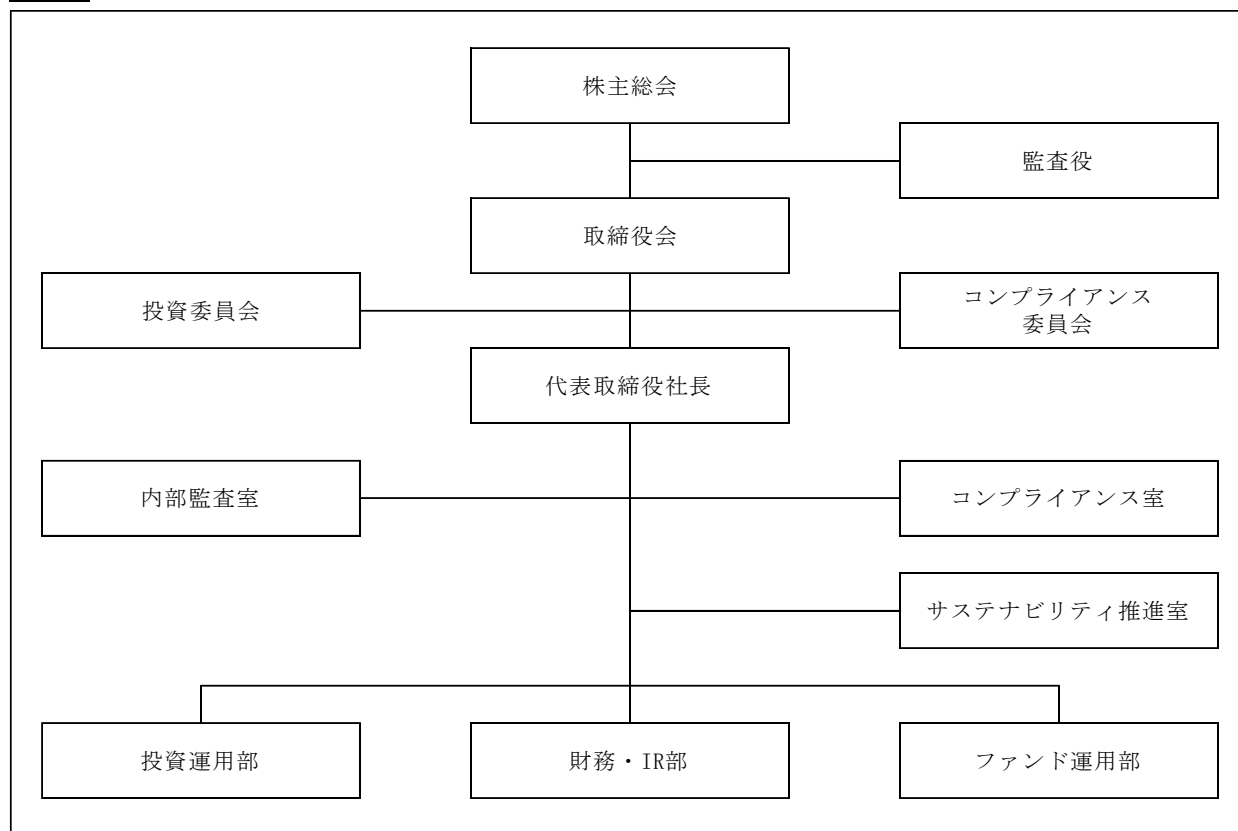 株主総会
監査役
取締役会
投資委員会
コンプライアンス
委員会
代表取締役社長
内部監査室
コンプライアンス室
サステナビリティ推進室
投資運用部
財務・IR部
ファンド運用部